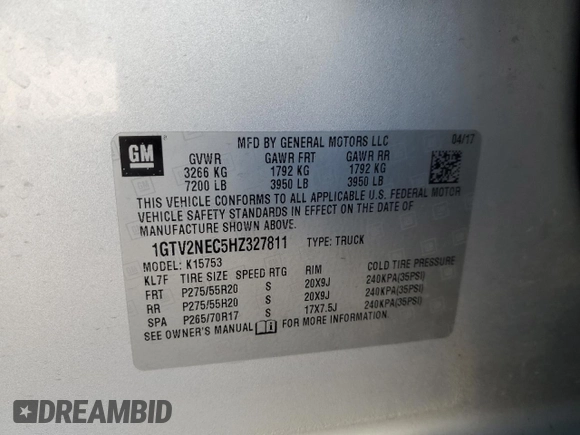 GM
MFD BY GENERAL MOTORS LLC 04/17
GVWR GAWR FRT GAWR RR
3266 KG 1792 KG 1792 KG
7200 LB 3950 LB 3950 LB
THIS VEHICLE CONFORMS TO ALL APPLICABLE U.S. FEDERAL MOTOR
VEHICLE SAFETY STANDARDS IN EFFECT ON THE DATE OF
MANUFACTURE SHOWN ABOVE.
1GTV2NEC5HZ327811 TYPE: TRUCK
MODEL: K15753
KL7F TIRE SIZE SPEED RTG RIM COLD TIRE PRESSURE
FRT P275/55R20 S 20X9J 240KPA(35PSI)
RR P275/55R20 S 20X9J 240KPA(35PSI)
SPA P265/70R17 S 17X7.5J 240KPA(35PSI)
SEE OWNER'S MANUAL FOR MORE INFORMATION.
DREAMBID